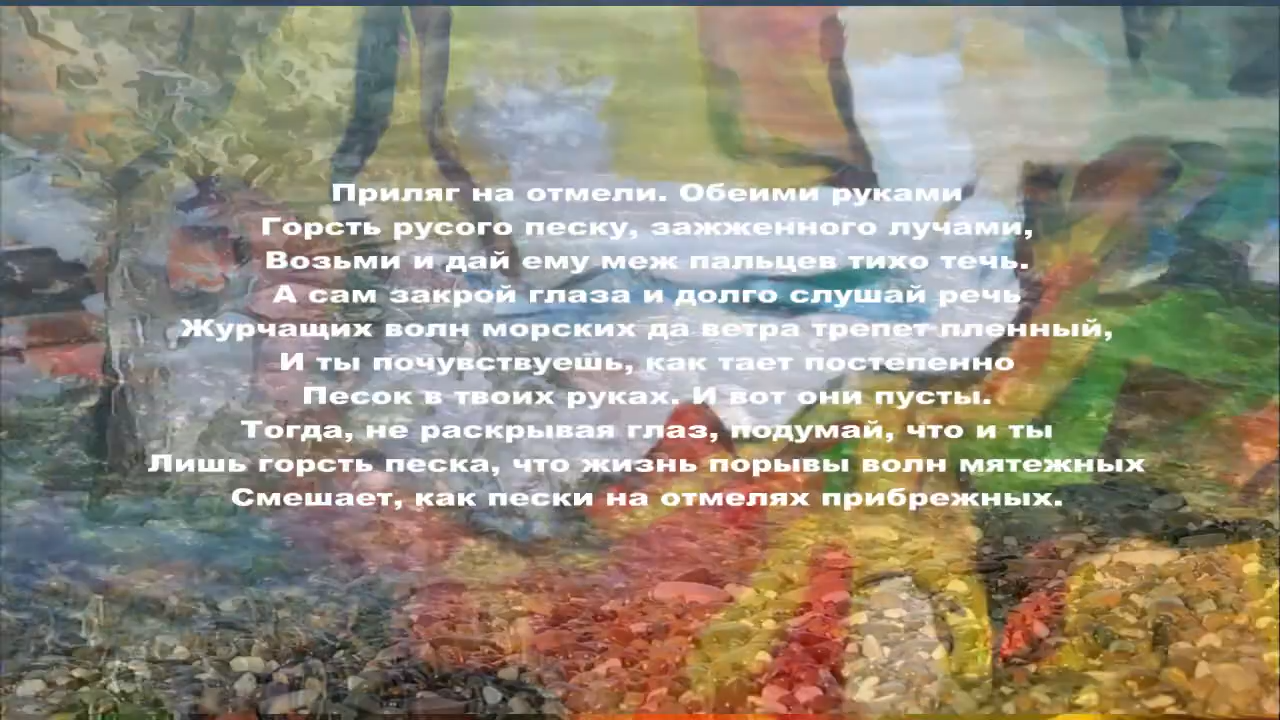 Приляг на отмели. Обеими руками
Горсть русого песку, зажженного лучами,
Возьми и дай ему меж пальцев тихо течь.
А сам закрой глаза и долго слушай речь
Журчащих волн морских да ветра трепет пленный,
И ты почувствуешь, как тает постепенно
Песок в твоих руках. И вот они пусты.
Тогда, не раскрывая глаз, подумай, что и ты
Лишь горсть песка, что жизнь порывы волн мятежных
Смешает, как пески на отмелях прибрежных.